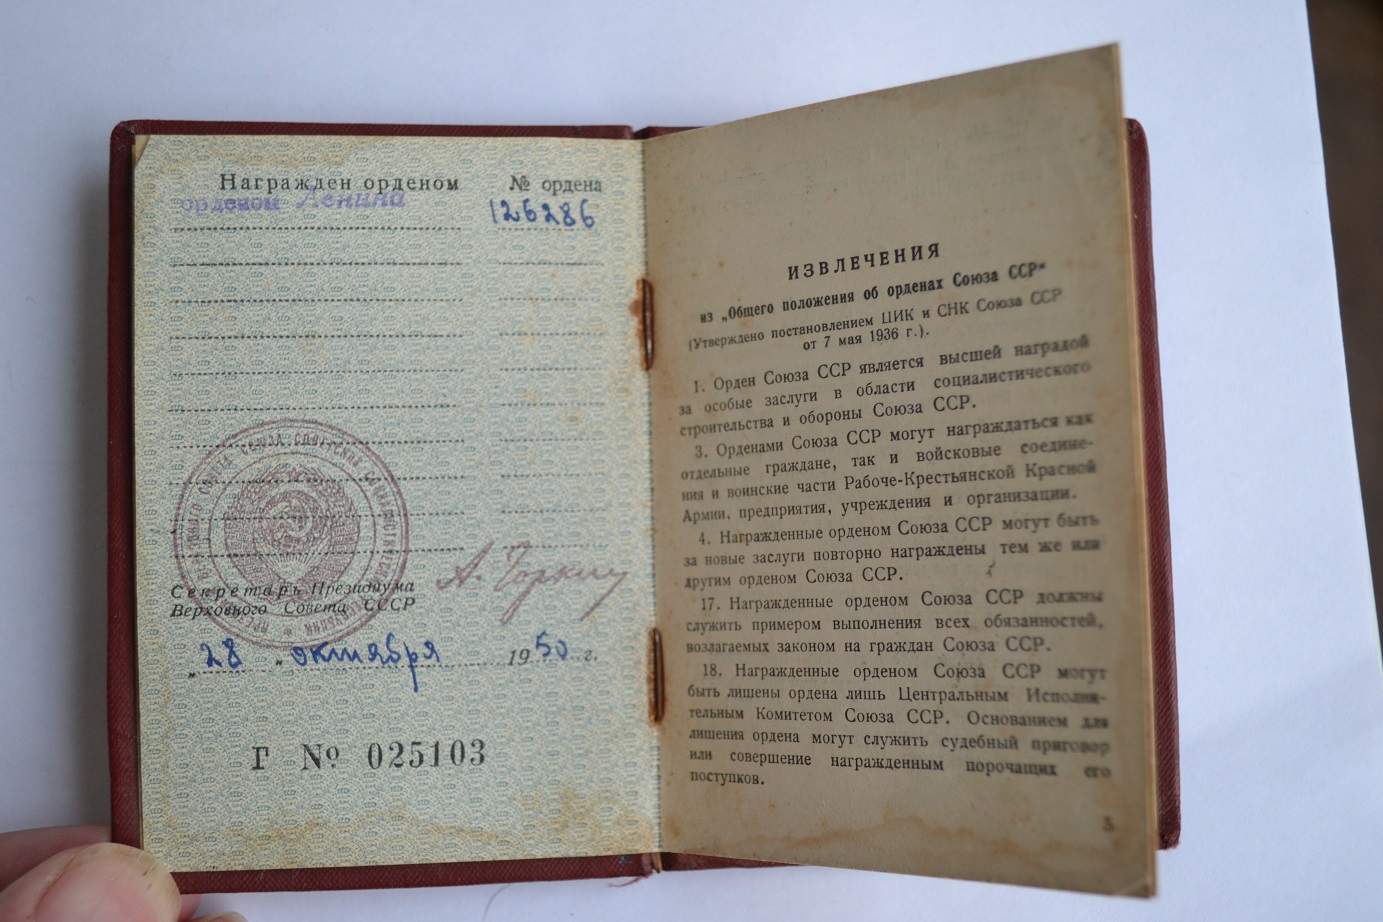 Награжден орденом № ордена
орденом Ленина 126286
Секретарь Президиума
Верховного Совета СССР
А. Горкин
„28„ октября 1950 г.
Г № 025103
ИЗВЛЕЧЕНИЯ
из „Общего положения об орденах Союза ССР“
(Утверждено постановлением ЦИК и СНК Союза ССР
от 7 мая 1936 г.).
1. Орден Союза ССР является высшей наградой
за особые заслуги в области социалистического
строительства и обороны Союза ССР.
3. Орденами Союза ССР могут награждаться как
отдельные граждане, так и войсковые соедине-
ния и воинские части Рабоче-Крестьянской Красной
Армии, предприятия, учреждения и организации.
4. Награжденные орденом Союза ССР могут быть
за новые заслуги повторно награждены тем же или
другим орденом Союза ССР.
17. Награжденные орденом Союза ССР должны
служить примером выполнения всех обязанностей,
возлагаемых законом на граждан Союза ССР.
18. Награжденные орденом Союза ССР могут
быть лишены ордена лишь Центральным Исполни-
тельным Комитетом Союза ССР. Основанием для
лишения ордена могут служить судебный приговор
или совершение награжденным порочащих его
поступков.
5